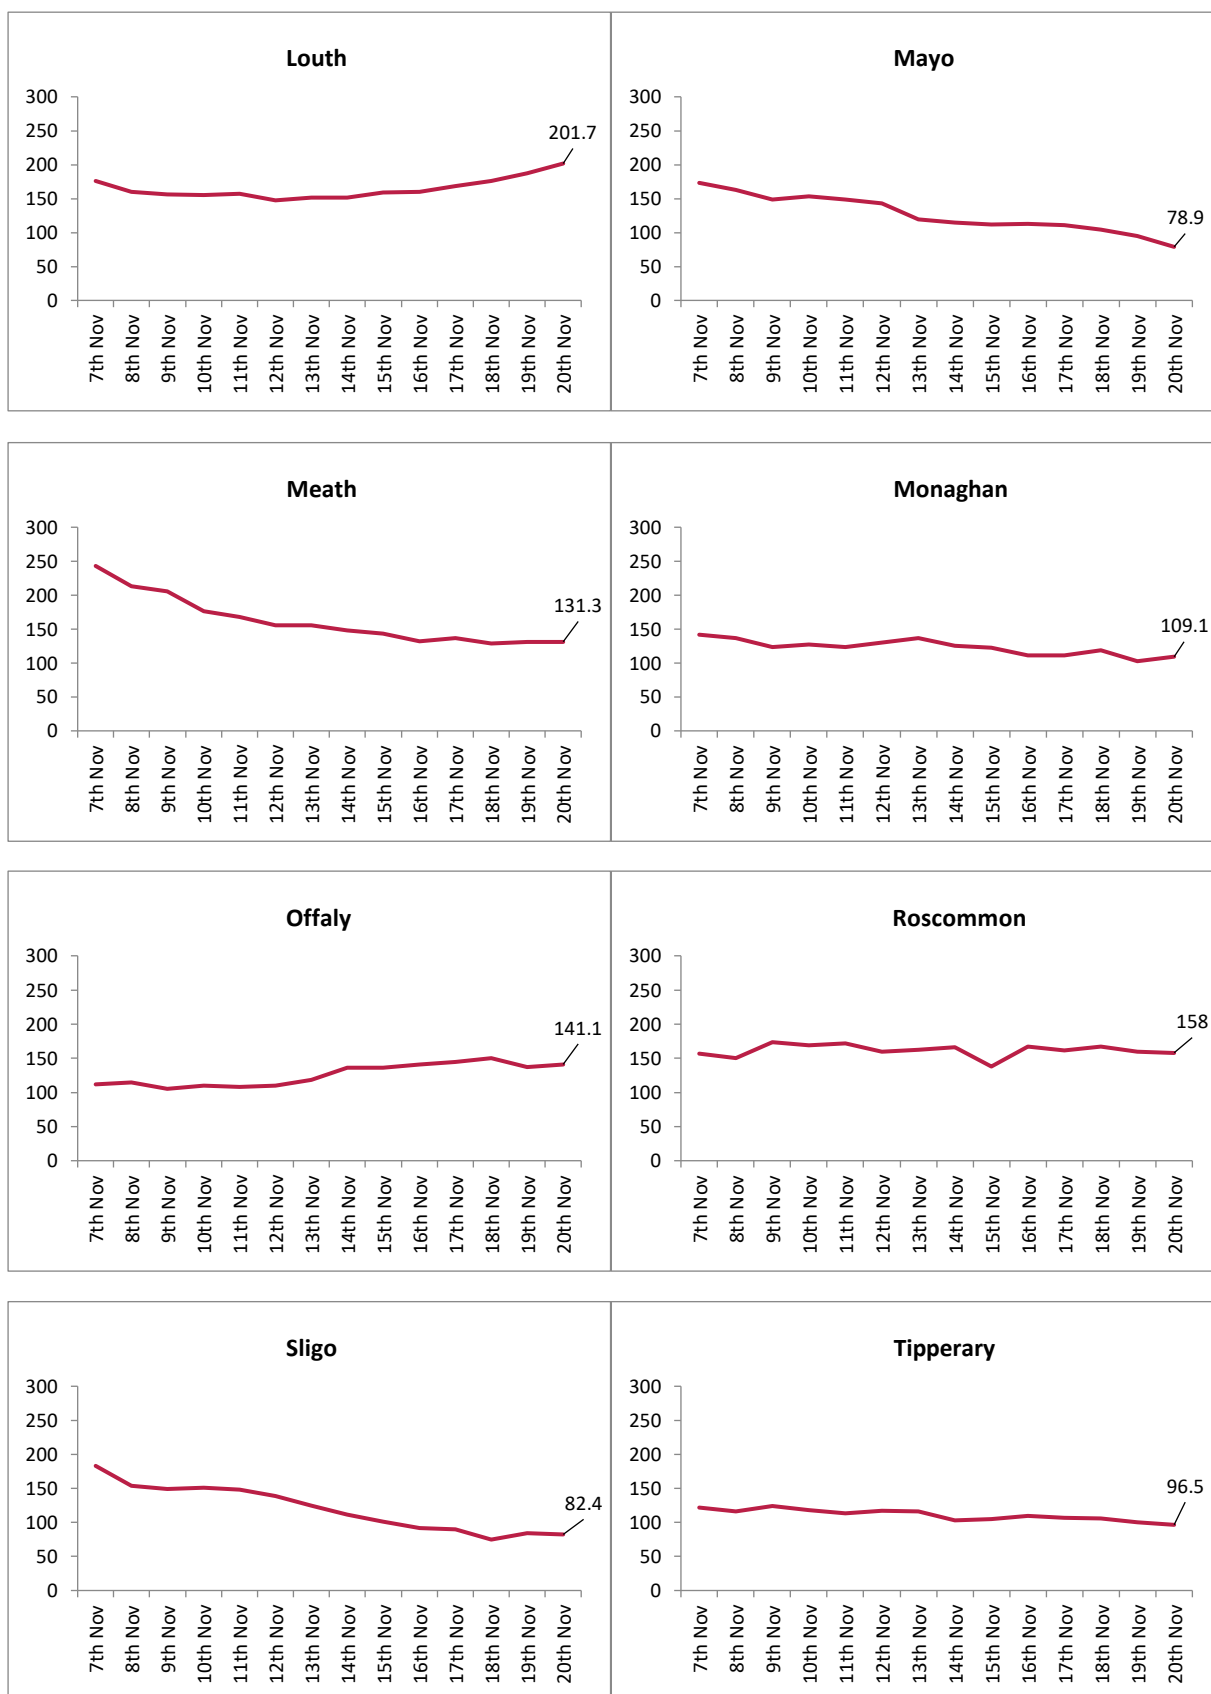 Louth
300
250
200
150
100
50
0
201.7
7th Nov
8th Nov
9th Nov
10th Nov
11th Nov
12th Nov
13th Nov
14th Nov
15th Nov
16th Nov
17th Nov
18th Nov
19th Nov
20th Nov
Mayo
300
250
200
150
100
50
0
78.9
7th Nov
8th Nov
9th Nov
10th Nov
11th Nov
12th Nov
13th Nov
14th Nov
15th Nov
16th Nov
17th Nov
18th Nov
19th Nov
20th Nov
Meath
300
250
200
150
100
50
0
131.3
7th Nov
8th Nov
9th Nov
10th Nov
11th Nov
12th Nov
13th Nov
14th Nov
15th Nov
16th Nov
17th Nov
18th Nov
19th Nov
20th Nov
Monaghan
300
250
200
150
100
50
0
109.1
7th Nov
8th Nov
9th Nov
10th Nov
11th Nov
12th Nov
13th Nov
14th Nov
15th Nov
16th Nov
17th Nov
18th Nov
19th Nov
20th Nov
Offaly
300
250
200
150
100
50
0
141.1
7th Nov
8th Nov
9th Nov
10th Nov
11th Nov
12th Nov
13th Nov
14th Nov
15th Nov
16th Nov
17th Nov
18th Nov
19th Nov
20th Nov
Roscommon
300
250
200
150
100
50
0
158
7th Nov
8th Nov
9th Nov
10th Nov
11th Nov
12th Nov
13th Nov
14th Nov
15th Nov
16th Nov
17th Nov
18th Nov
19th Nov
20th Nov
Sligo
300
250
200
150
100
50
0
82.4
7th Nov
8th Nov
9th Nov
10th Nov
11th Nov
12th Nov
13th Nov
14th Nov
15th Nov
16th Nov
17th Nov
18th Nov
19th Nov
20th Nov
Tipperary
300
250
200
150
100
50
0
96.5
7th Nov
8th Nov
9th Nov
10th Nov
11th Nov
12th Nov
13th Nov
14th Nov
15th Nov
16th Nov
17th Nov
18th Nov
19th Nov
20th Nov